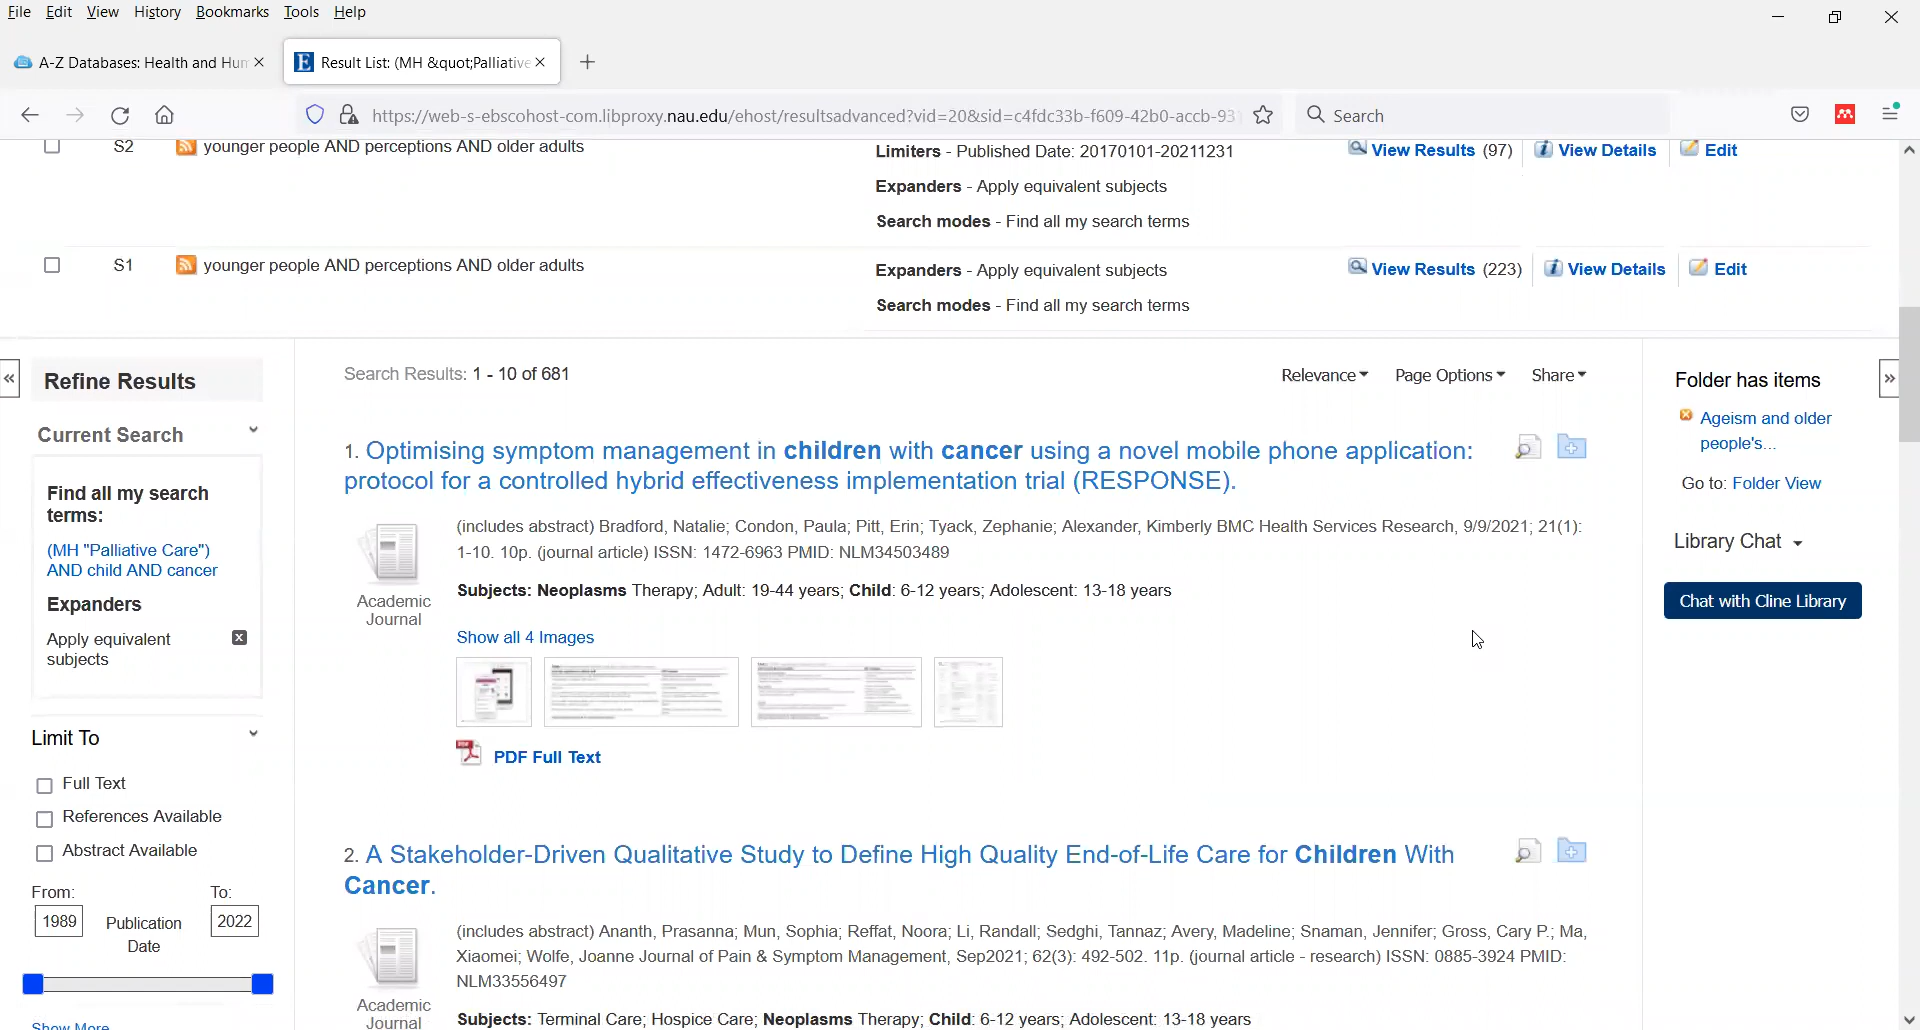 File Edit View History Bookmarks Tools Help
A-Z Databases: Health and Hum
Result List: (MH &quot;Palliative
https://web-s-ebscohost-com.libproxy.nau.edu/ehost/resultsadvanced?vid=20&sid=c4fdc33b-f609-42b0-accb-931
Search
S2 younger people AND perceptions AND older adults
Limiters - Published Date: 20170101-20211231
View Results (97) View Details Edit
Expanders - Apply equivalent subjects
Search modes - Find all my search terms
S1 younger people AND perceptions AND older adults
Expanders - Apply equivalent subjects
View Results (223) View Details Edit
Search modes - Find all my search terms
Refine Results
Current Search
Find all my search
terms:
(MH "Palliative Care")
AND child AND cancer
Expanders
Apply equivalent
subjects
Limit To
Full Text
References Available
Abstract Available
From: To:
1989 Publication 2022
Date
Show More
Search Results: 1 - 10 of 681
Relevance Page Options Share
1. Optimising symptom management in children with cancer using a novel mobile phone application:
protocol for a controlled hybrid effectiveness implementation trial (RESPONSE).
Academic
Journal
(includes abstract) Bradford, Natalie; Condon, Paula; Pitt, Erin; Tyack, Zephanie; Alexander, Kimberly BMC Health Services Research, 9/9/2021; 21(1):
1-10. 10p. (journal article) ISSN: 1472-6963 PMID: NLM34503489
Subjects: Neoplasms Therapy; Adult: 19-44 years; Child: 6-12 years; Adolescent: 13-18 years
Show all 4 Images
PDF Full Text
2. A Stakeholder-Driven Qualitative Study to Define High Quality End-of-Life Care for Children With
Cancer.
Academic
Journal
(includes abstract) Ananth, Prasanna; Mun, Sophia; Reffat, Noora; Li, Randall; Sedghi, Tannaz; Avery, Madeline; Snaman, Jennifer; Gross, Cary P.; Ma,
Xiaomei; Wolfe, Joanne Journal of Pain & Symptom Management, Sep2021; 62(3): 492-502. 11p. (journal article - research) ISSN: 0885-3924 PMID:
NLM33556497
Subjects: Terminal Care; Hospice Care; Neoplasms Therapy; Child: 6-12 years; Adolescent: 13-18 years
Folder has items
Ageism and older
people's...
Go to: Folder View
Library Chat
Chat with Cline Library